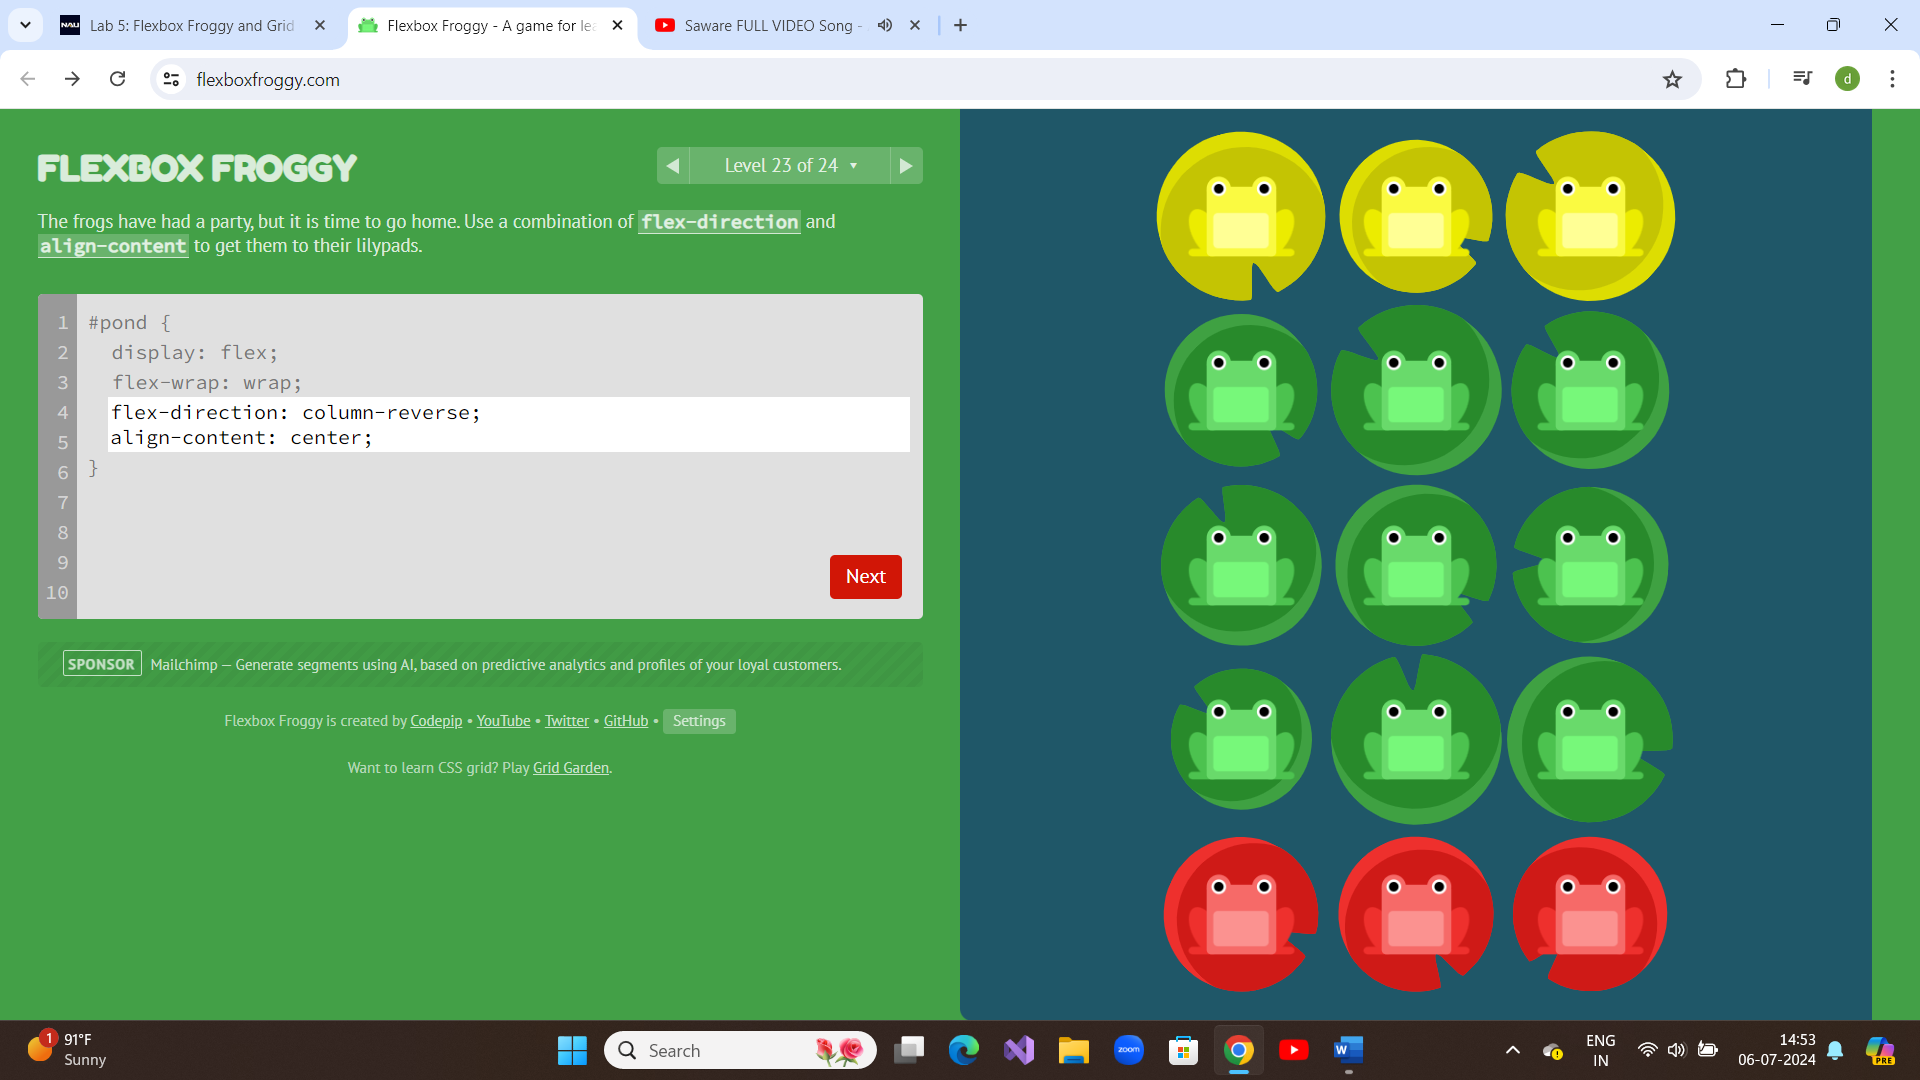 Lab 5: Flexbox Froggy and Grid
Flexbox Froggy - A game for lea
Saware FULL VIDEO Song -
flexboxfroggy.com
d
FLEXBOX FROGGY
Level 23 of 24
The frogs have had a party, but it is time to go home. Use a combination of flex-direction and
align-content to get them to their lilypads.
1 #pond {
2 display: flex;
3 flex-wrap: wrap;
4 flex-direction: column-reverse;
5 align-content: center;
6 }
7
8
9
10
Next
SPONSOR Mailchimp — Generate segments using AI, based on predictive analytics and profiles of your loyal customers.
Flexbox Froggy is created by Codepip • YouTube • Twitter • GitHub • Settings
Want to learn CSS grid? Play Grid Garden.
1
91°F
Sunny
Search
zoom
W
ENG
IN
14:53
06-07-2024
PRE